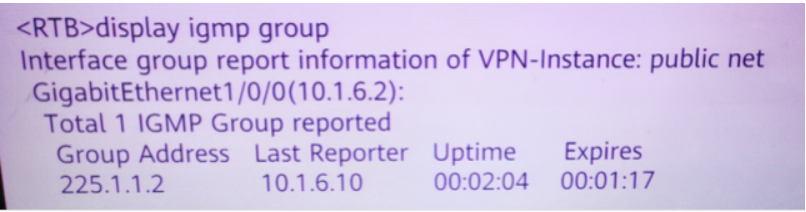 <RTB>display igmp group
Interface group report information of VPN-Instance: public net
GigabitEthernet1/0/0(10.1.6.2):
Total 1 IGMP Group reported
Group Address Last Reporter Uptime Expires
225.1.1.2 10.1.6.10 00:02:04 00:01:17